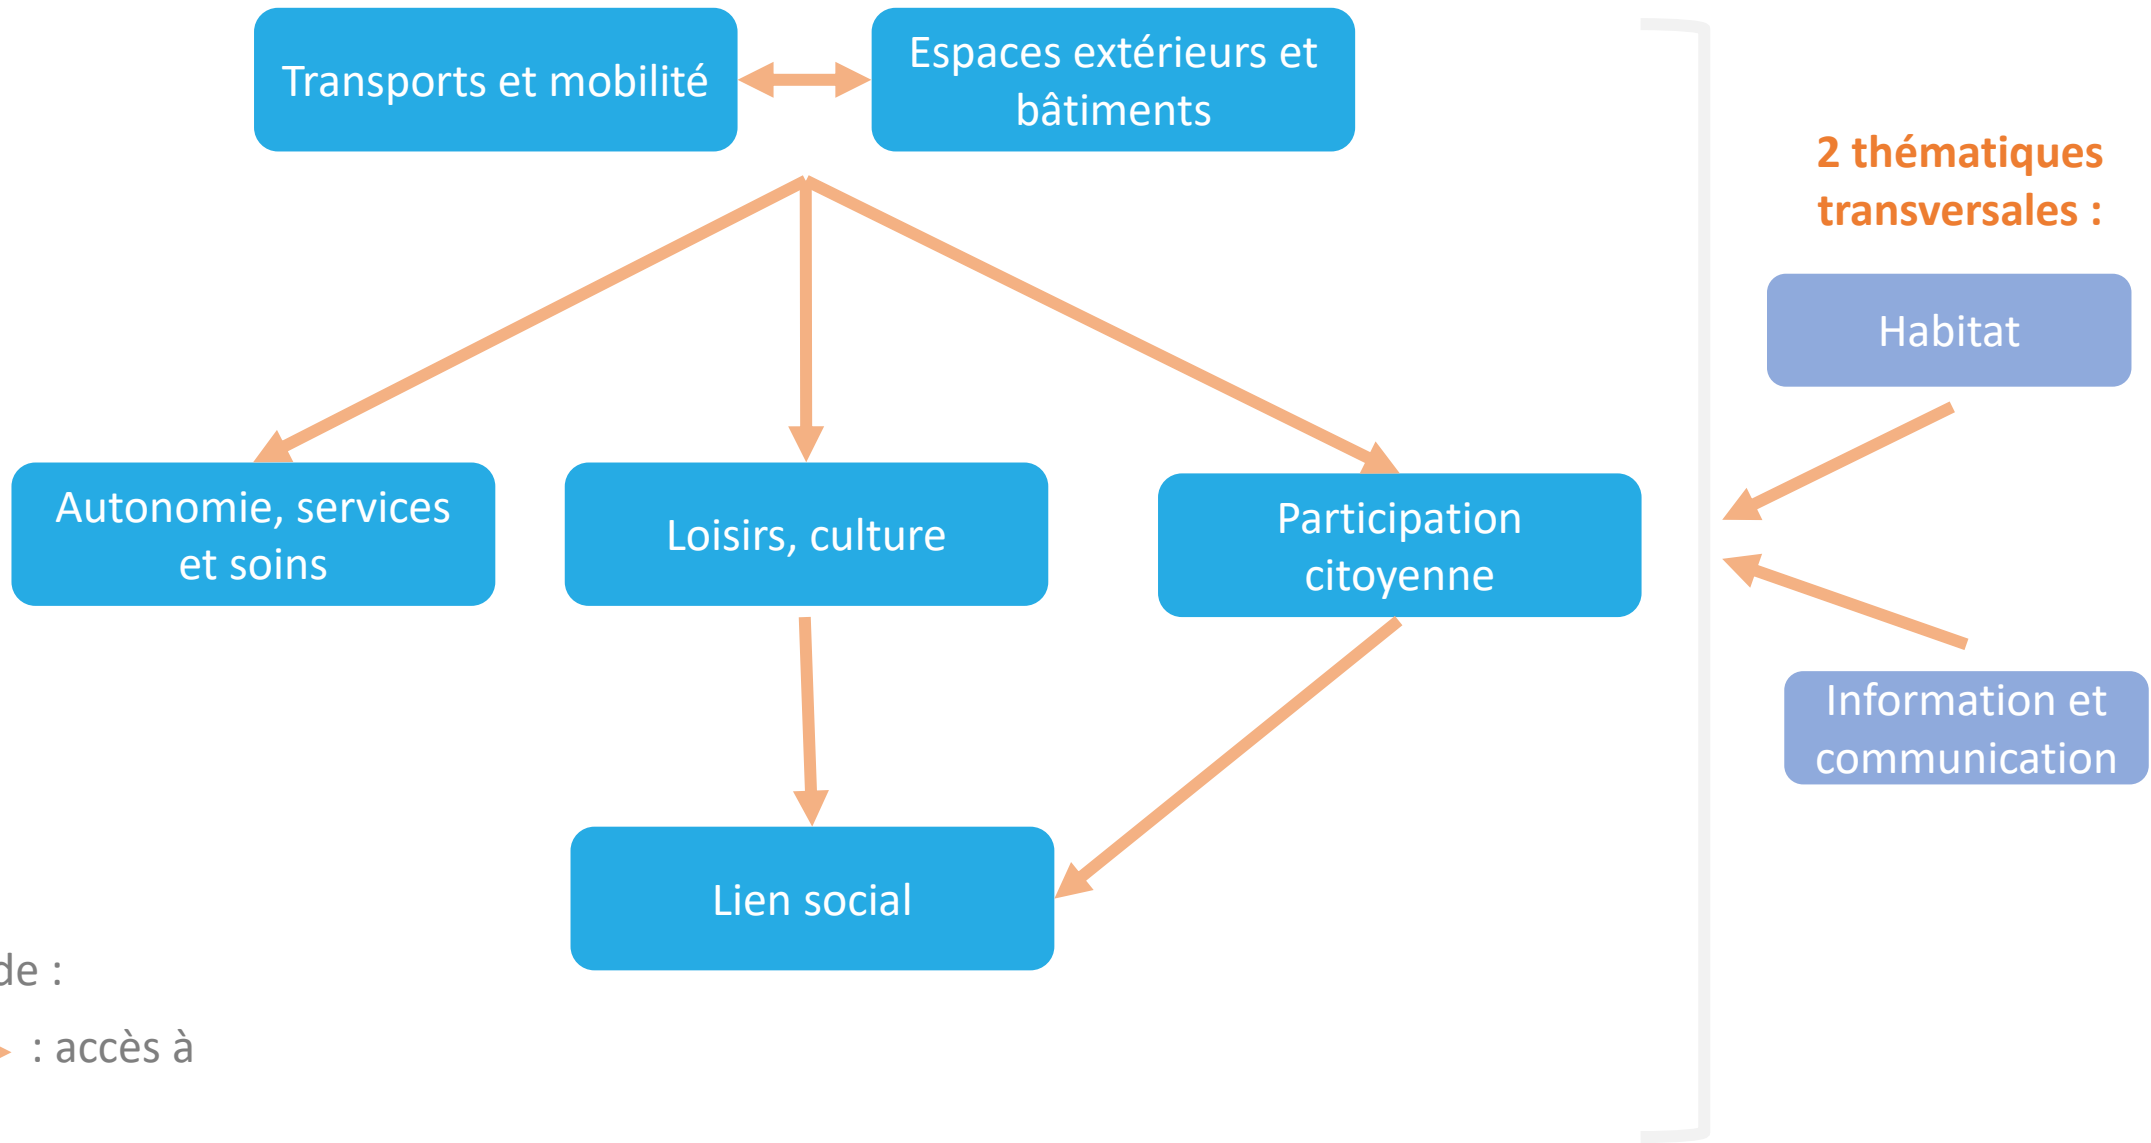 Transports et mobilité
Espaces extérieurs et
bâtiments
2 thématiques
transversales :
Habitat
Autonomie, services
et soins
Loisirs, culture
Participation
citoyenne
Information et
communication
Lien social
de :
: accès à